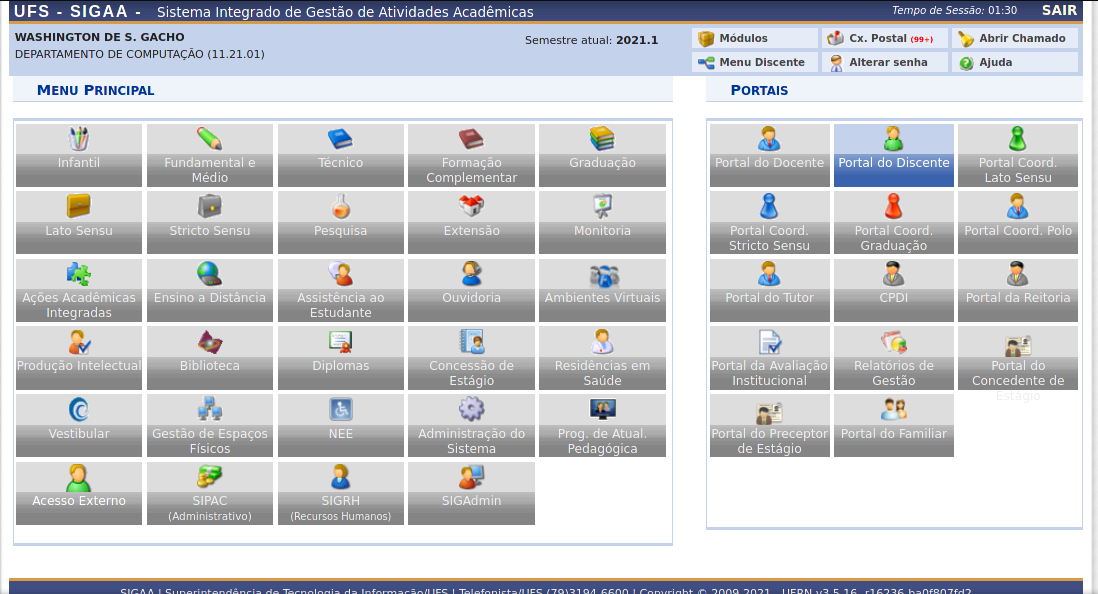 UFS - SIGAA - Sistema Integrado de Gestão de Atividades Acadêmicas Tempo de Sessão: 01:30 SAIR
WASHINGTON DE S. GACHO
DEPARTAMENTO DE COMPUTAÇÃO (11.21.01)
Semestre atual: 2021.1
Módulos Cx. Postal (99+) Abrir Chamado
Menu Discente Alterar senha Ajuda
MENU PRINCIPAL
Infantil
Fundamental e
Médio
Técnico
Formação
Complementar
Graduação
Lato Sensu
Stricto Sensu
Pesquisa
Extensão
Monitoria
Ações Acadêmicas
Integradas
Ensino a Distância
Assistência ao
Estudante
Ouvidoria
Ambientes Virtuais
Produção Intelectual
Biblioteca
Diplomas
Concessão de
Estágio
Residências em
Saúde
Vestibular
Gestão de Espaços
Físicos
NEE
Administração do
Sistema
Prog. de Atual.
Pedagógica
Acesso Externo
SIPAC
(Administrativo)
SIGRH
(Recursos Humanos)
SIGAdmin
PORTAIS
Portal do Docente
Portal do Discente
Portal Coord.
Lato Sensu
Portal Coord.
Stricto Sensu
Portal Coord.
Graduação
Portal Coord. Polo
Portal do Tutor
CPDI
Portal da Reitoria
Portal da Avaliação
Institucional
Relatórios de
Gestão
Portal do
Concedente de
Estágio
Portal do Preceptor
de Estágio
Portal do Familiar
SIGAA | Superintendência de Tecnologia da Informação/UFS | Telefonista/UFS (79)3194-6600 | Copyright © 2009-2021 - UFRN v3.5.16 -r16236-ba0f807fd2